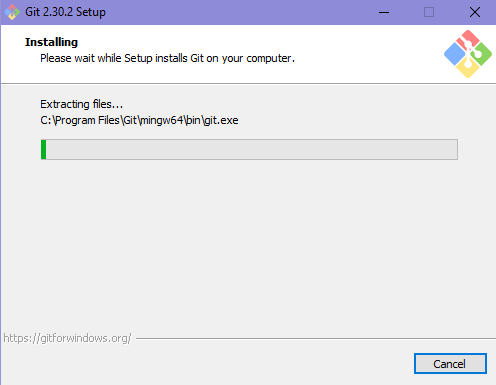 Git 2.30.2 Setup
Installing
Please wait while Setup installs Git on your computer.
Extracting files...
C:\Program Files\Git\mingw64\bin\git.exe
https://gitforwindows.org/
Cancel